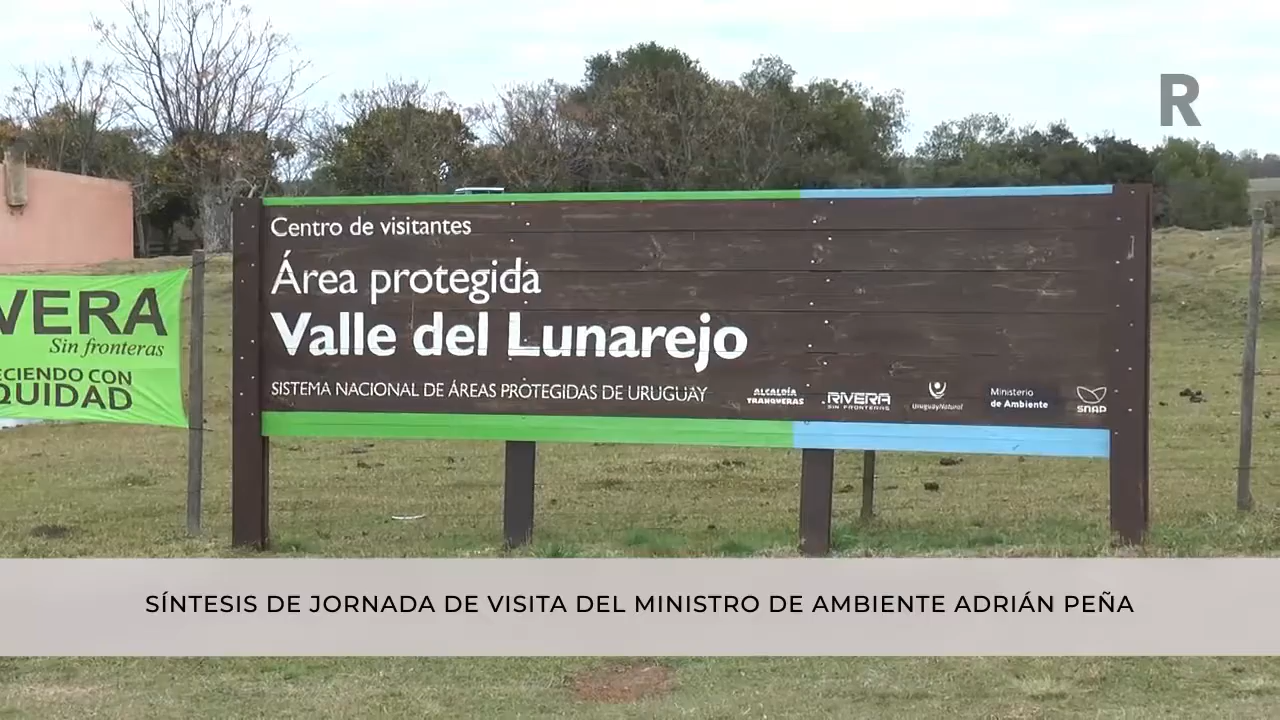 R
Centro de visitantes
Área protegida
Valle del Lunarejo
SISTEMA NACIONAL DE ÁREAS PROTEGIDAS DE URUGUAY
ALCALDÍA
TRANQUERAS
RIVERA
SIN FRONTERAS
Uruguay Natural
Ministerio
de Ambiente
SNAP
VERA
Sin fronteras
ECIENDO CON
QUIDAD
SÍNTESIS DE JORNADA DE VISITA DEL MINISTRO DE AMBIENTE ADRIÁN PEÑA